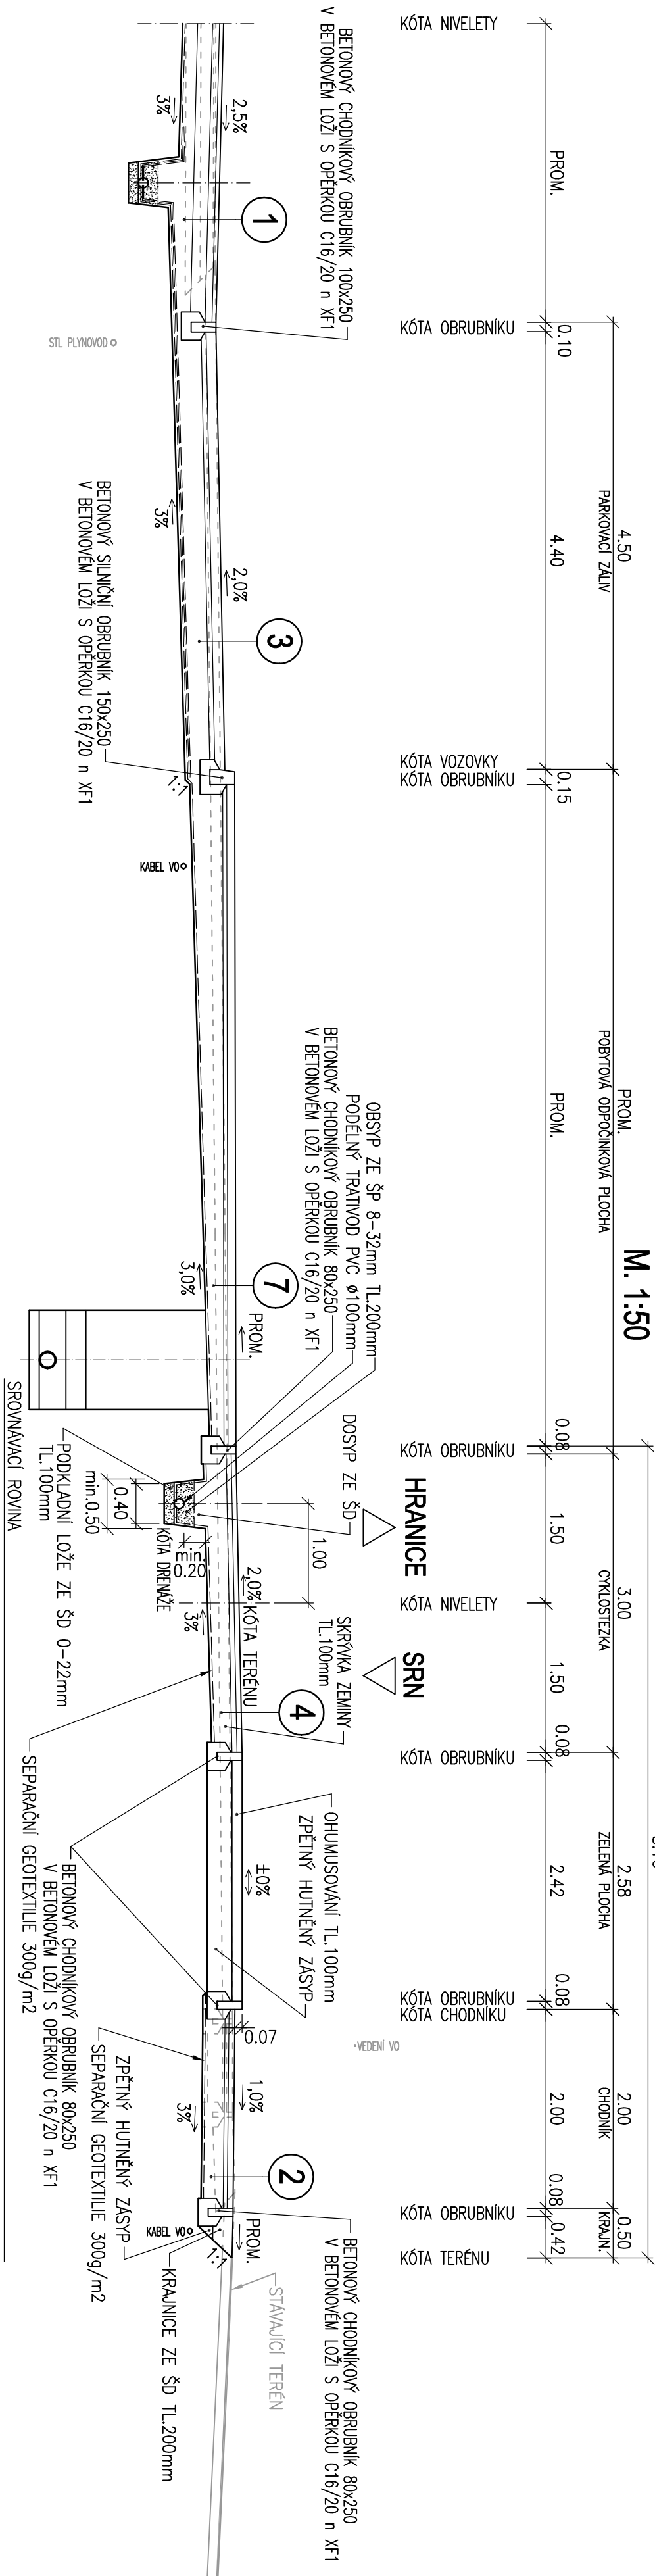 M. 1:50
4.50
PARKOVACÍ ZÁLIV
PROM.
POBYTOVÁ ODPOČINKOVÁ PLOCHA
3.00
CYKLOSTEZKA
2.58
ZELENÁ PLOCHA
2.00
CHODNÍK
0.50
KRAJN.
PROM.
0.10
4.40
0.15
PROM.
0.08
1.50
1.50
0.08
2.42
0.08
2.00
0.08
0.42
KÓTA NIVELETY
KÓTA OBRUBNÍKU
KÓTA VOZOVKY
KÓTA OBRUBNÍKU
KÓTA OBRUBNÍKU
KÓTA NIVELETY
KÓTA OBRUBNÍKU
KÓTA OBRUBNÍKU
KÓTA CHODNÍKU
KÓTA OBRUBNÍKU
KÓTA TERÉNU
HRANICE
SRN
BETONOVÝ CHODNÍKOVÝ OBRUBNÍK 100x250
V BETONOVÉM LOŽI S OPĚRKOU C16/20 n XF1
2,5%
3%
1
STL PLYNOVOD
3%
2,0%
3
BETONOVÝ SILNIČNÍ OBRUBNÍK 150x250
V BETONOVÉM LOŽI S OPĚRKOU C16/20 n XF1
1:1
KABEL VO
OBSYP ZE ŠP 8-32mm TL.200mm
PODÉLNÝ TRATIVOD PVC ø100mm
BETONOVÝ CHODNÍKOVÝ OBRUBNÍK 80x250
V BETONOVÉM LOŽI S OPĚRKOU C16/20 n XF1
3,0%
7
PROM.
DOSYP ZE ŠD
1.00
2,0%
KÓTA TERÉNU
3%
min.
0.20
KÓTA DRENÁŽE
0.40
min.0.50
PODKLADNÍ LOŽE ZE ŠD 0-22mm
TL.100mm
SROVNÁVACÍ ROVINA
SKRÝVKA ZEMINY
TL.100mm
4
SEPARAČNÍ GEOTEXTILIE 300g/m2
OHUMUSOVÁNÍ TL.100mm
ZPĚTNÝ HUTNĚNÝ ZÁSYP
±0%
BETONOVÝ CHODNÍKOVÝ OBRUBNÍK 80x250
V BETONOVÉM LOŽI S OPĚRKOU C16/20 n XF1
0.07
VEDENÍ VO
1,0%
3%
2
ZPĚTNÝ HUTNĚNÝ ZÁSYP
SEPARAČNÍ GEOTEXTILIE 300g/m2
KABEL VO
1:1
PROM.
KRAJNICE ZE ŠD TL.200mm
STÁVAJÍCÍ TERÉN
BETONOVÝ CHODNÍKOVÝ OBRUBNÍK 80x250
V BETONOVÉM LOŽI S OPĚRKOU C16/20 n XF1